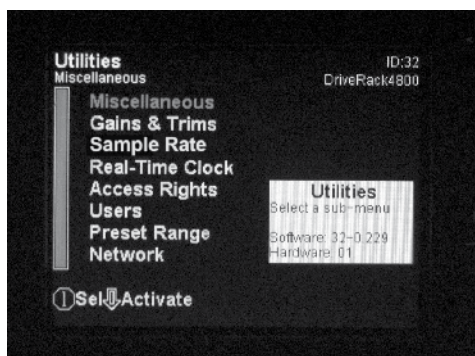 Utilities
ID:32
Miscellaneous
DriveRack4800
Miscellaneous
Gains & Trims
Sample Rate
Real-Time Clock
Access Rights
Users
Preset Range
Network
Utilities
Select a sub-menu
Software: 32-0.229
Hardware: 01
①Sel⇩Activate